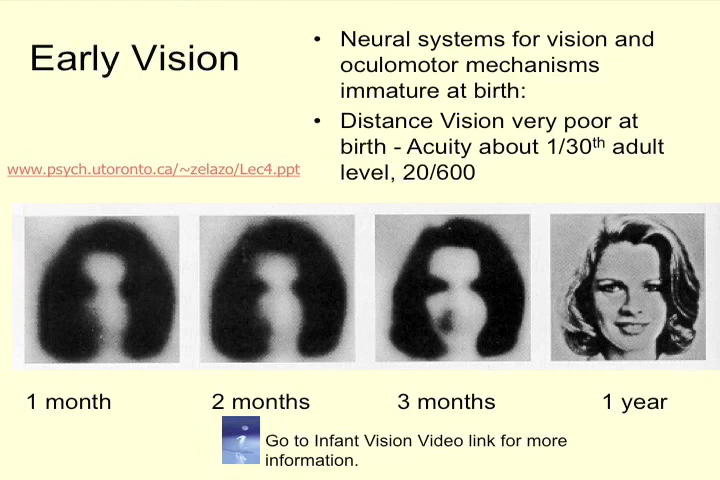 Early Vision
• Neural systems for vision and
oculomotor mechanisms
immature at birth:
• Distance Vision very poor at
birth - Acuity about 1/30th adult
level, 20/600
www.psych.utoronto.ca/~zelazo/Lec4.ppt
1 month
2 months
3 months
1 year
Go to Infant Vision Video link for more
information.